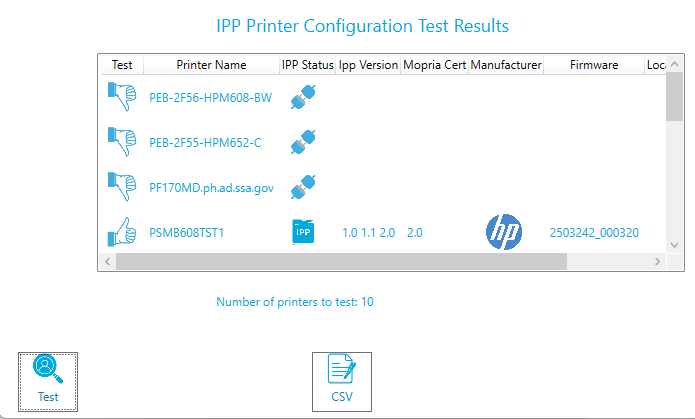 IPP Printer Configuration Test Results
Test Printer Name IPP Status Ipp Version Mopria Cert Manufacturer Firmware Loca
PEB-2F56-HPM608-BW
PEB-2F55-HPM652-C
PF170MD.ph.ad.ssa.gov
PSMB608TST1 IPP 1.0 1.1 2.0 2.0 hp 2503242_000320
Number of printers to test: 10
Test CSV